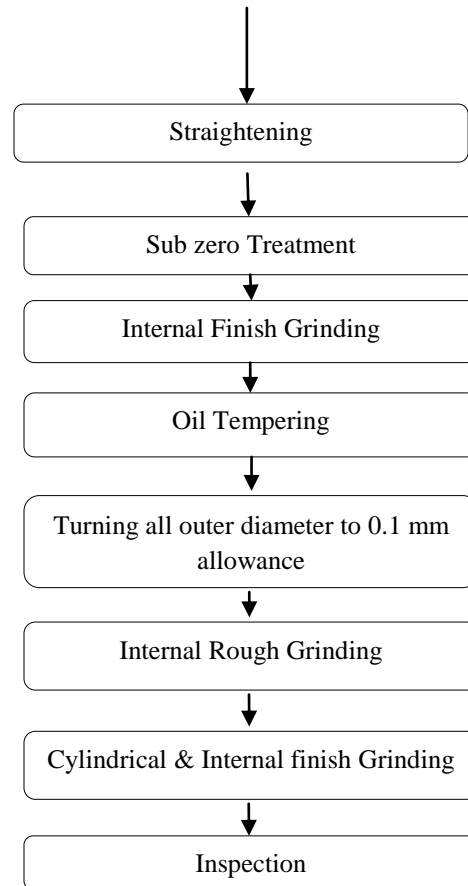 Straightening
Sub zero Treatment
Internal Finish Grinding
Oil Tempering
Turning all outer diameter to 0.1 mm
allowance
Internal Rough Grinding
Cylindrical & Internal finish Grinding
Inspection